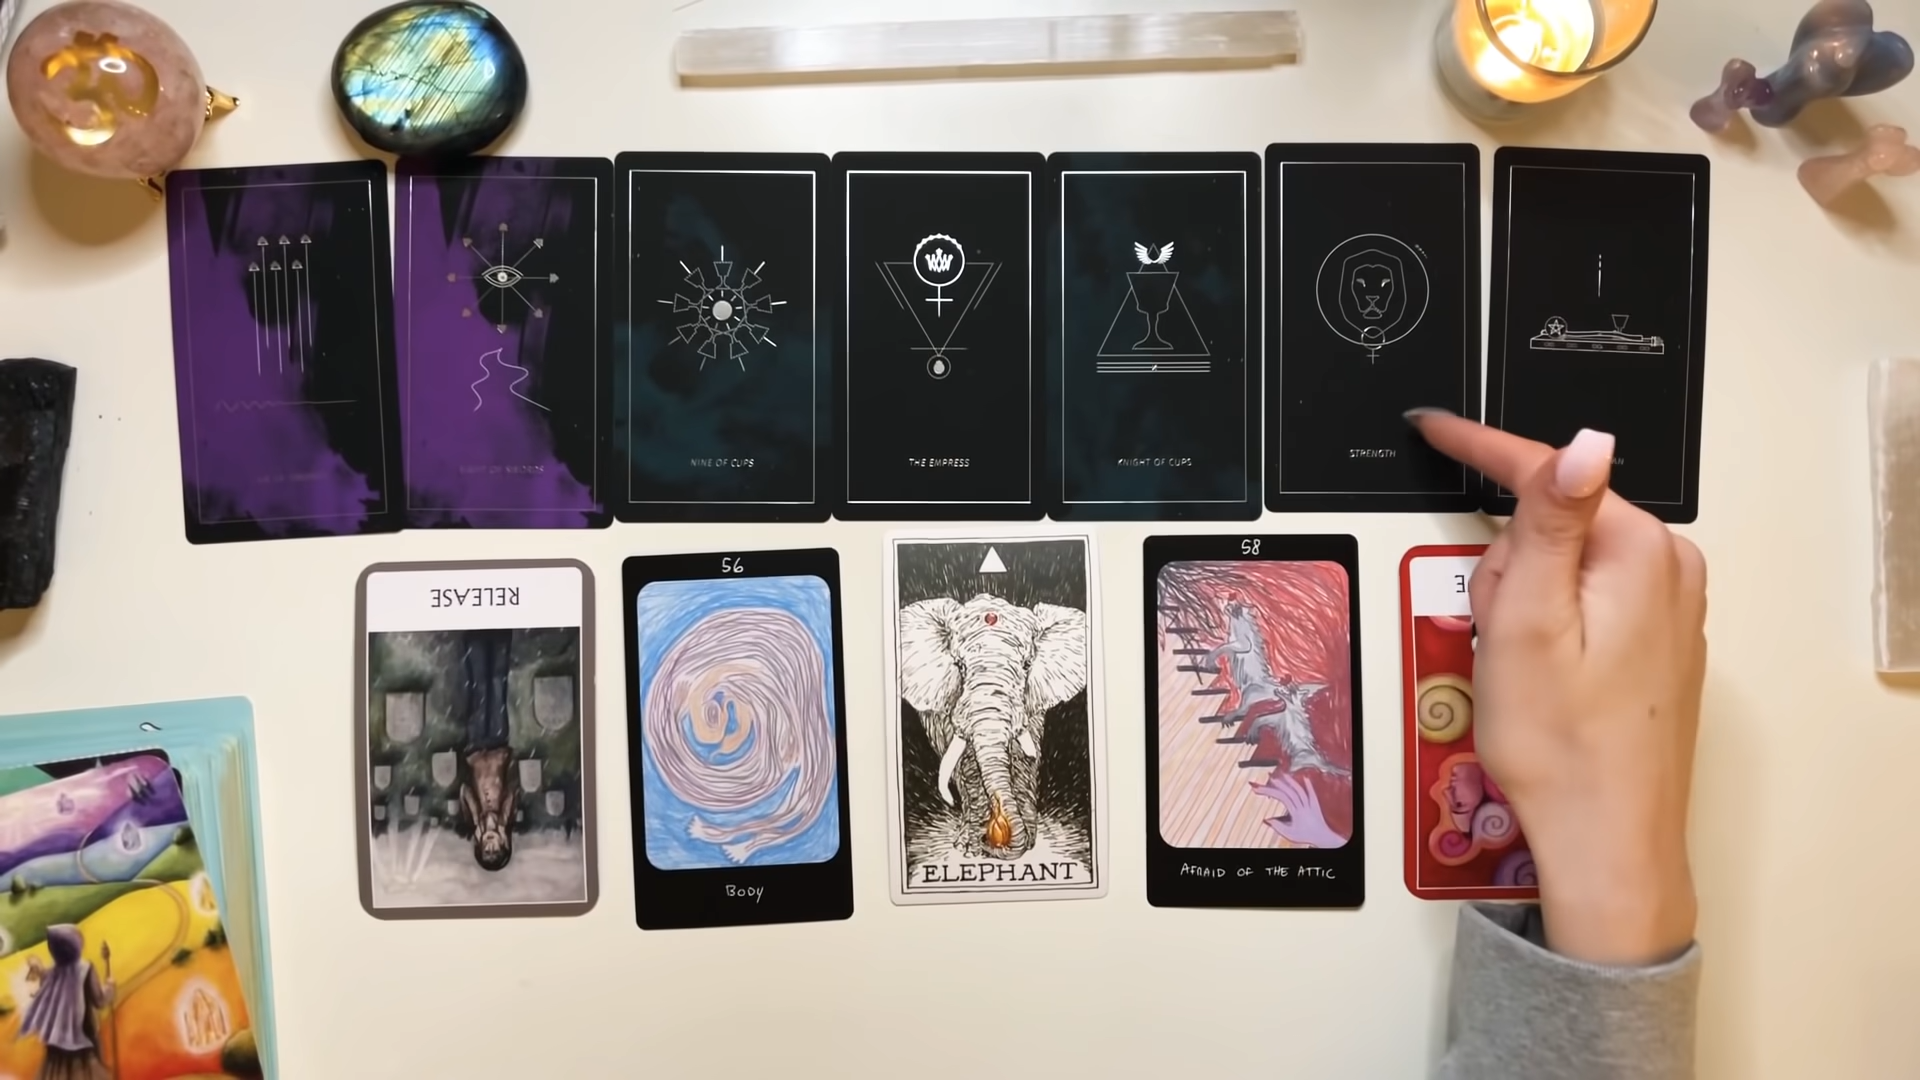 NINE OF CUPS
THE EMPRESS
KNIGHT OF CUPS
STRENGTH
RELEASE
56
BODY
ELEPHANT
58
AFRAID OF THE ATTIC